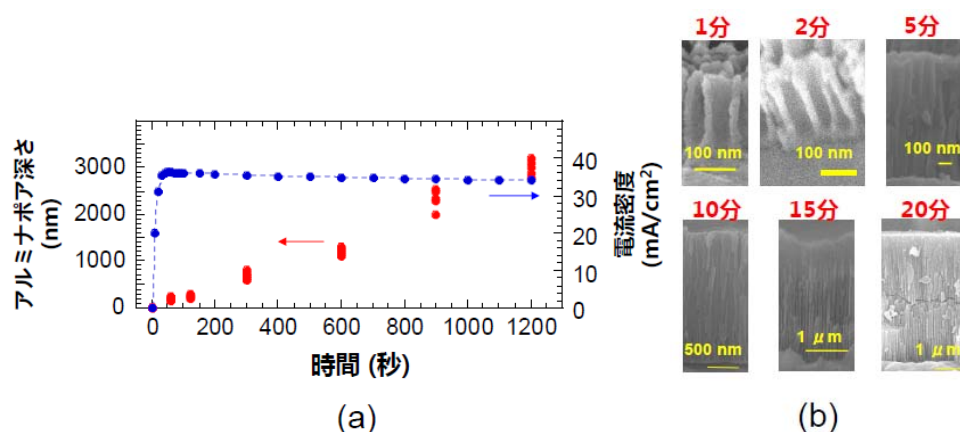 アルミナポア深さ
(nm)
3000
2000
1000
0
40
30
20
10
0
電流密度
(mA/cm²)
0 200 400 600 800 1000 1200
時間 (秒)
(a)
1分 2分 5分
100 nm 100 nm 100 nm
10分 15分 20分
500 nm 1 μm 1 μm
(b)